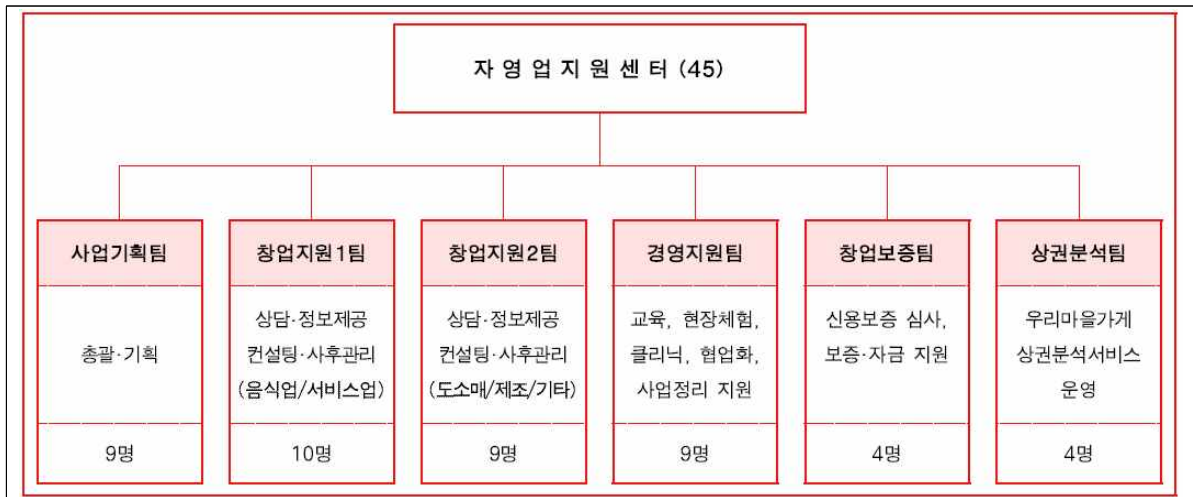 자영업지원센터 (45)
사업기획팀
총괄·기획
9명
창업지원1팀
상담·정보제공
컨설팅·사후관리
(음식업/서비스업)
10명
창업지원2팀
상담·정보제공
컨설팅·사후관리
(도소매/제조/기타)
9명
경영지원팀
교육, 현장체험,
클리닉, 협업화,
사업정리 지원
9명
창업보증팀
신용보증 심사,
보증·자금 지원
4명
상권분석팀
우리마을가게
상권분석서비스
운영
4명